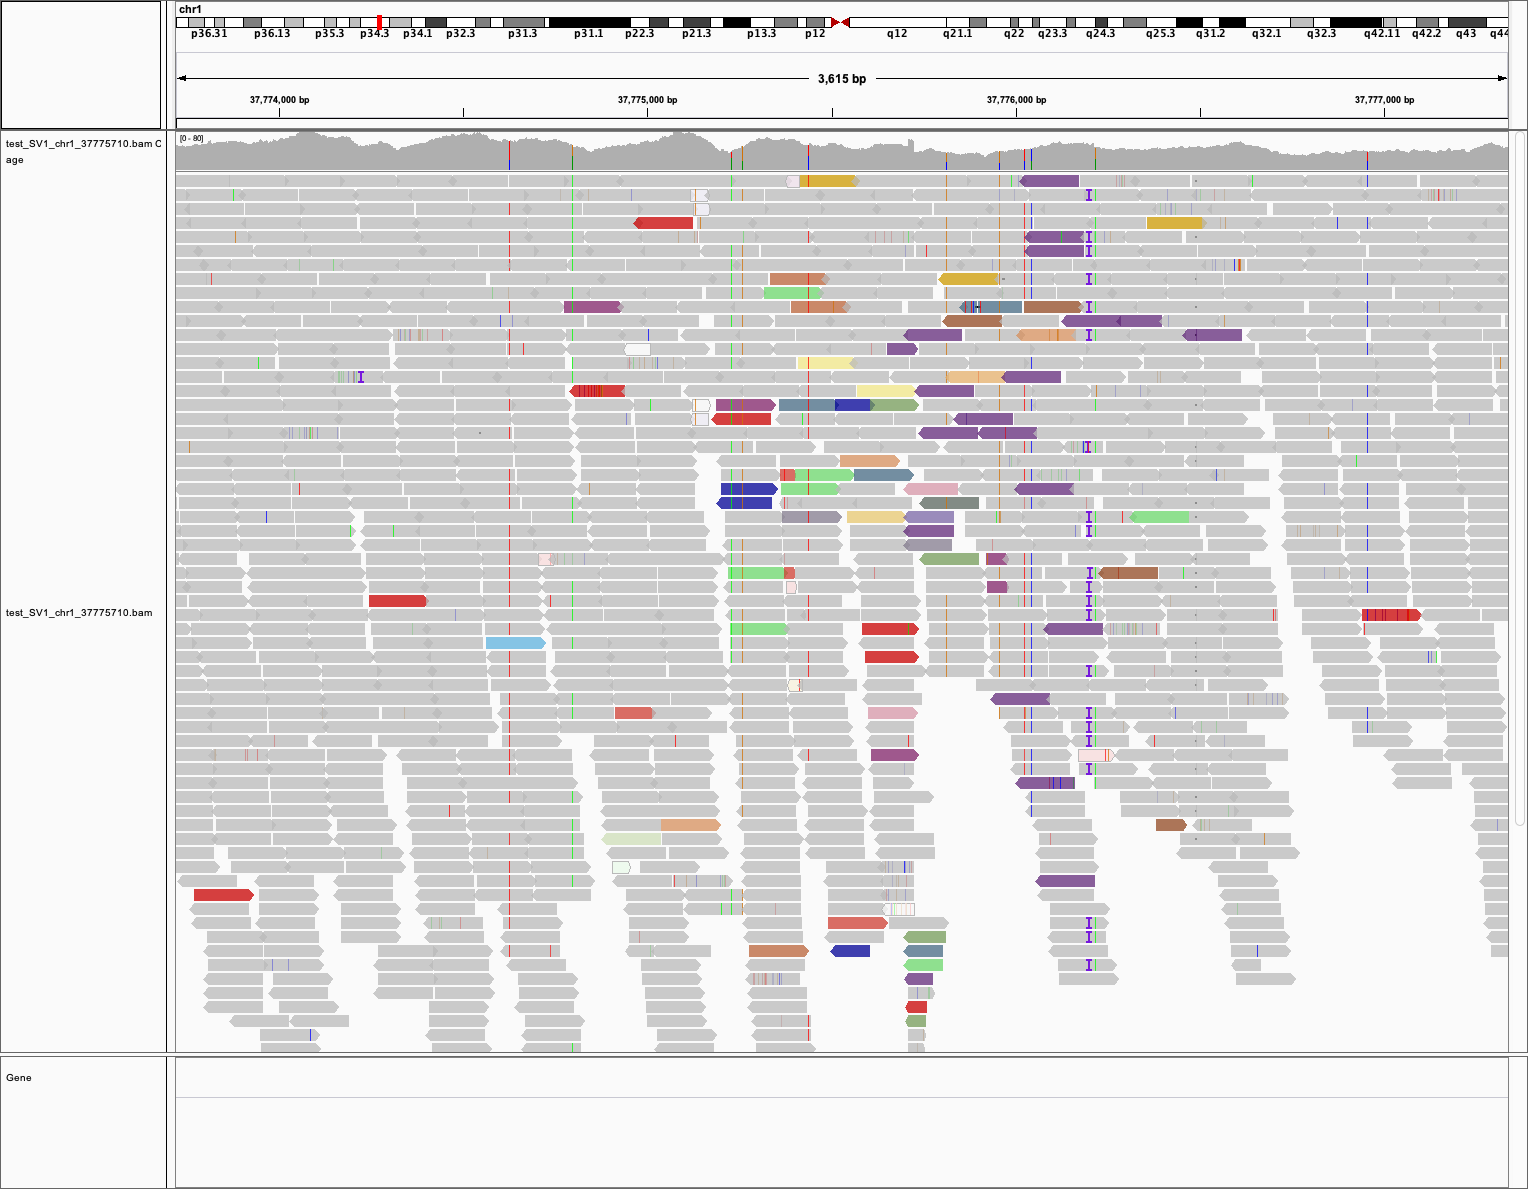 chr1
p36.31 p36.13 p35.3 p34.3 p34.1 p32.3 p31.3 p31.1 p22.3 p21.3 p13.3 p12 q12 q21.1 q22 q23.3 q24.3 q25.3 q31.2 q32.1 q32.3 q42.11 q42.2 q43 q44
3,615 bp
37,774,000 bp 37,775,000 bp 37,776,000 bp 37,777,000 bp
test_SV1_chr1_37775710.bam C
age
[0 - 80]
test_SV1_chr1_37775710.bam
Gene